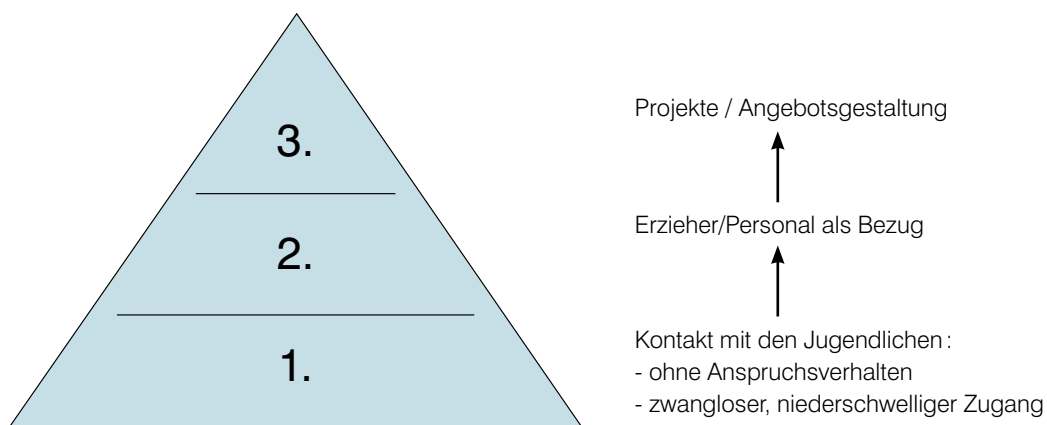 3.
Projekte / Angebotsgestaltung
2.
Erzieher/Personal als Bezug
1.
Kontakt mit den Jugendlichen:
- ohne Anspruchsverhalten
- zwangloser, niederschwelliger Zugang